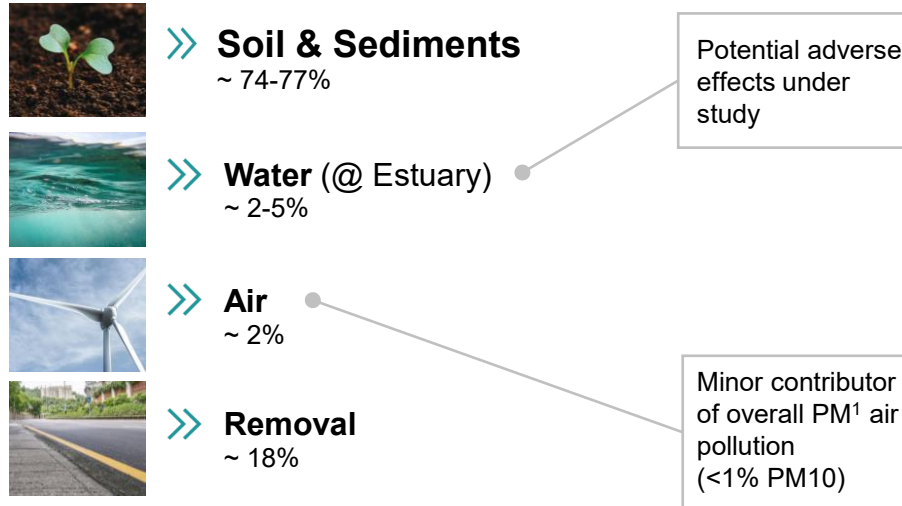 Soil & Sediments
~ 74-77%
Potential adverse
effects under
study
Water (@ Estuary)
~ 2-5%
Air
~ 2%
Minor contributor
of overall PM¹ air
pollution
(<1% PM10)
Removal
~ 18%